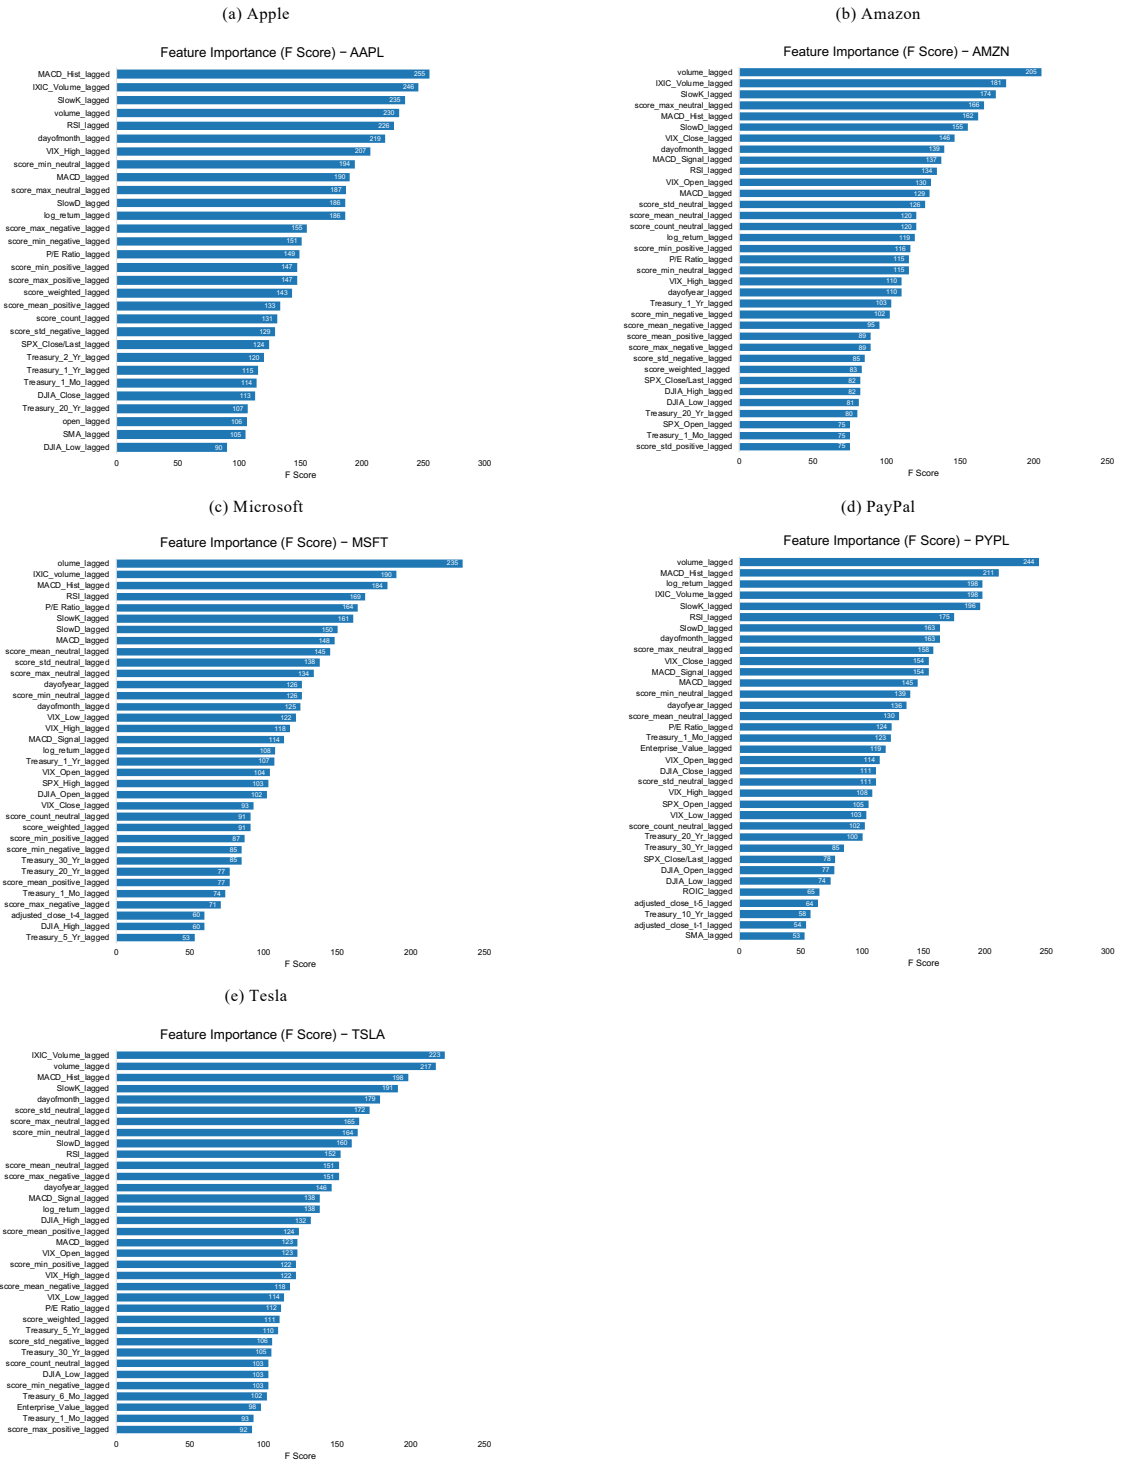 (a) Apple
Feature Importance (F Score) − AAPL
MACD_Hist_lagged 255
IXIC_Volume_lagged 246
SlowK_lagged 235
volume_lagged 230
RSI_lagged 226
dayofmonth_lagged 219
VIX_High_lagged 207
score_min_neutral_lagged 194
MACD_lagged 190
score_max_neutral_lagged 187
SlowD_lagged 186
log_return_lagged 186
score_max_negative_lagged 155
score_min_negative_lagged 151
P/E Ratio_lagged 149
score_min_positive_lagged 147
score_max_positive_lagged 147
score_weighted_lagged 143
score_mean_positive_lagged 133
score_count_lagged 131
score_std_negative_lagged 129
SPX_Close/Last_lagged 124
Treasury_2_Yr_lagged 120
Treasury_1_Yr_lagged 115
Treasury_1_Mo_lagged 114
DJIA_Close_lagged 113
Treasury_20_Yr_lagged 107
open_lagged 106
SMA_lagged 105
DJIA_Low_lagged 90
0 50 100 150 200 250 300
F Score
(b) Amazon
Feature Importance (F Score) − AMZN
volume_lagged 205
IXIC_Volume_lagged 181
SlowK_lagged 174
score_max_neutral_lagged 166
MACD_Hist_lagged 162
SlowD_lagged 155
VIX_Close_lagged 146
dayofmonth_lagged 139
MACD_Signal_lagged 137
RSI_lagged 134
VIX_Open_lagged 130
MACD_lagged 129
score_std_neutral_lagged 126
score_mean_neutral_lagged 120
score_count_neutral_lagged 120
log_return_lagged 119
score_min_positive_lagged 116
P/E Ratio_lagged 115
score_min_neutral_lagged 115
VIX_High_lagged 110
dayofyear_lagged 110
Treasury_1_Yr_lagged 103
score_min_negative_lagged 102
score_mean_negative_lagged 95
score_mean_positive_lagged 89
score_max_negative_lagged 89
score_std_negative_lagged 85
score_weighted_lagged 83
SPX_Close/Last_lagged 82
DJIA_High_lagged 82
DJIA_Low_lagged 81
Treasury_20_Yr_lagged 80
SPX_Open_lagged 75
Treasury_1_Mo_lagged 75
score_std_positive_lagged 75
0 50 100 150 200 250
F Score
(c) Microsoft
Feature Importance (F Score) − MSFT
olume_lagged 235
IXIC_volume_lagged 190
MACD_Hist_lagged 184
RSI_lagged 169
P/E Ratio_lagged 164
SlowK_lagged 161
SlowD_lagged 150
MACD_lagged 148
score_mean_neutral_lagged 145
score_std_neutral_lagged 138
score_max_neutral_lagged 134
dayofyear_lagged 126
score_min_neutral_lagged 126
dayofmonth_lagged 125
VIX_Low_lagged 122
VIX_High_lagged 118
MACD_Signal_lagged 114
log_return_lagged 108
Treasury_1_Yr_lagged 107
VIX_Open_lagged 104
SPX_High_lagged 103
DJIA_Open_lagged 102
VIX_Close_lagged 93
score_count_neutral_lagged 91
score_weighted_lagged 91
score_min_positive_lagged 87
score_min_negative_lagged 85
Treasury_30_Yr_lagged 85
Treasury_20_Yr_lagged 77
score_mean_positive_lagged 77
Treasury_1_Mo_lagged 74
score_max_negative_lagged 71
adjusted_close_t-4_lagged 60
DJIA_High_lagged 60
Treasury_5_Yr_lagged 53
0 50 100 150 200 250
F Score
(d) PayPal
Feature Importance (F Score) − PYPL
volume_lagged 244
MACD_Hist_lagged 211
log_return_lagged 198
IXIC_Volume_lagged 198
SlowK_lagged 196
RSI_lagged 175
SlowD_lagged 163
dayofmonth_lagged 163
score_max_neutral_lagged 158
VIX_Close_lagged 154
MACD_Signal_lagged 154
MACD_lagged 145
score_min_neutral_lagged 139
dayofyear_lagged 136
score_mean_neutral_lagged 130
P/E Ratio_lagged 124
Treasury_1_Mo_lagged 123
Enterprise_Value_lagged 119
VIX_Open_lagged 114
DJIA_Close_lagged 111
score_std_neutral_lagged 111
VIX_High_lagged 108
SPX_Open_lagged 105
VIX_Low_lagged 103
score_count_neutral_lagged 102
Treasury_20_Yr_lagged 100
Treasury_30_Yr_lagged 85
SPX_Close/Last_lagged 78
DJIA_Open_lagged 77
DJIA_Low_lagged 74
ROIC_lagged 65
adjusted_close_t-5_lagged 64
Treasury_10_Yr_lagged 58
adjusted_close_t-1_lagged 54
SMA_lagged 53
0 50 100 150 200 250 300
F Score
(e) Tesla
Feature Importance (F Score) − TSLA
IXIC_Volume_lagged 223
volume_lagged 217
MACD_Hist_lagged 198
SlowK_lagged 191
dayofmonth_lagged 179
score_std_neutral_lagged 172
score_max_neutral_lagged 165
score_min_neutral_lagged 164
SlowD_lagged 160
RSI_lagged 152
score_mean_neutral_lagged 151
score_max_negative_lagged 151
dayofyear_lagged 146
MACD_Signal_lagged 138
log_return_lagged 138
DJIA_High_lagged 132
score_mean_positive_lagged 124
MACD_lagged 123
VIX_Open_lagged 123
score_min_positive_lagged 122
VIX_High_lagged 122
score_mean_negative_lagged 118
VIX_Low_lagged 114
P/E Ratio_lagged 112
score_weighted_lagged 111
Treasury_5_Yr_lagged 110
score_std_negative_lagged 106
Treasury_30_Yr_lagged 105
score_count_neutral_lagged 103
DJIA_Low_lagged 103
score_min_negative_lagged 103
Treasury_6_Mo_lagged 102
Enterprise_Value_lagged 98
Treasury_1_Mo_lagged 93
score_max_positive_lagged 92
0 50 100 150 200 250
F Score